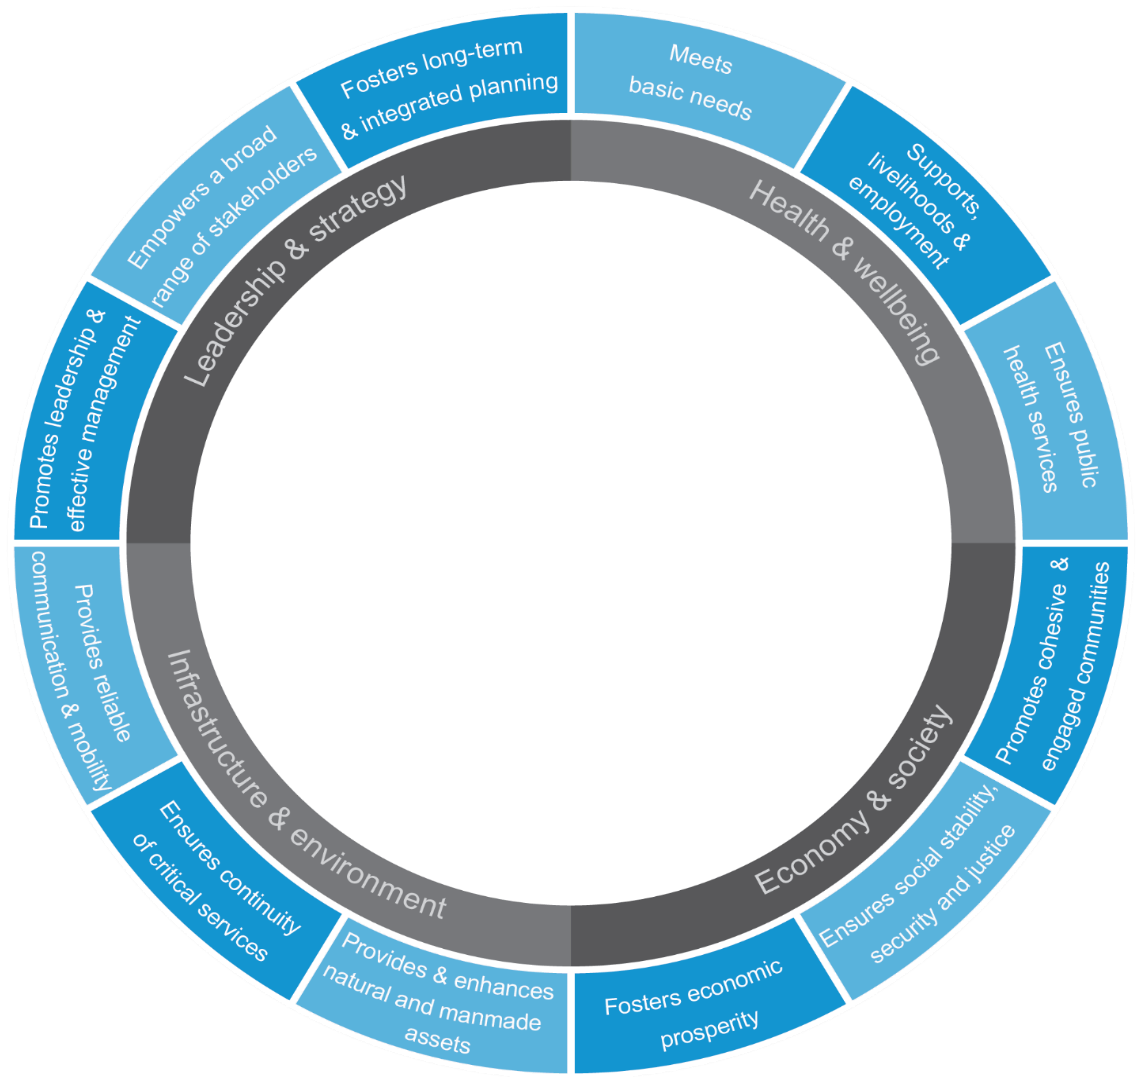 Meets
basic needs
Supports,
livelihoods &
employment
Ensures public
health services
Promotes cohesive &
engaged communities
Ensures social stability,
security and justice
Fosters economic
prosperity
Provides & enhances
natural and manmade
assets
Ensures continuity
of critical services
Provides reliable
communication & mobility
Promotes leadership &
effective management
Empowers a broad
range of stakeholders
Fosters long-term
& integrated planning
Health & wellbeing
Economy & society
Infrastructure & environment
Leadership & strategy